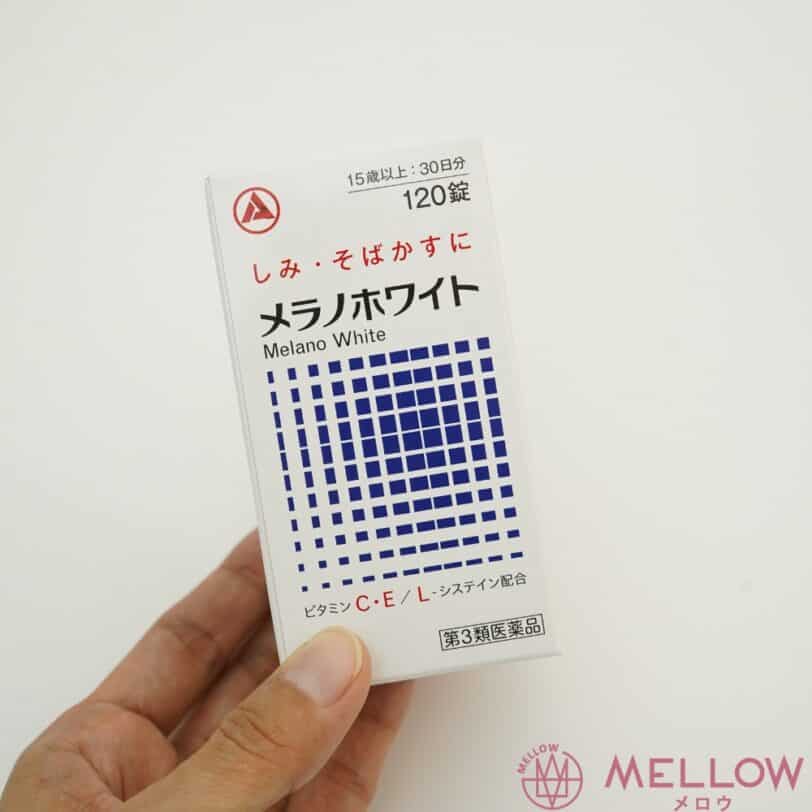 15歳以上：30日分
120錠
しみ・そばかすに
メラノホワイト
Melano White
ビタミン C・E / L-システイン配合
第3類医薬品
MELLOW
MELLOW
メロウ